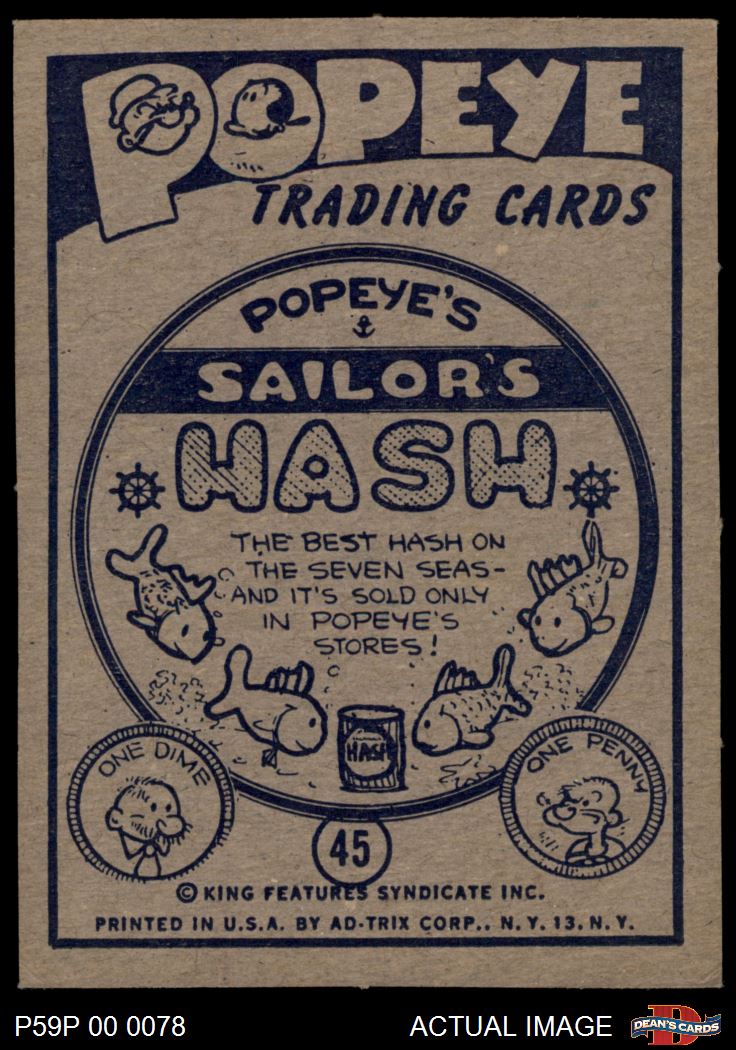 POPEYE
TRADING CARDS
POPEYE'S
SAILOR'S
HASH
THE BEST HASH ON
THE SEVEN SEAS-
AND IT'S SOLD ONLY
IN POPEYE'S
STORES!
HASH
ONE DIME
ONE PENNY
45
© KING FEATURES SYNDICATE INC.
PRINTED IN U.S.A. BY AD-TRIX CORP., N.Y. 13, N.Y.
P59P 00 0078
ACTUAL IMAGE
DEAN'S CARDS